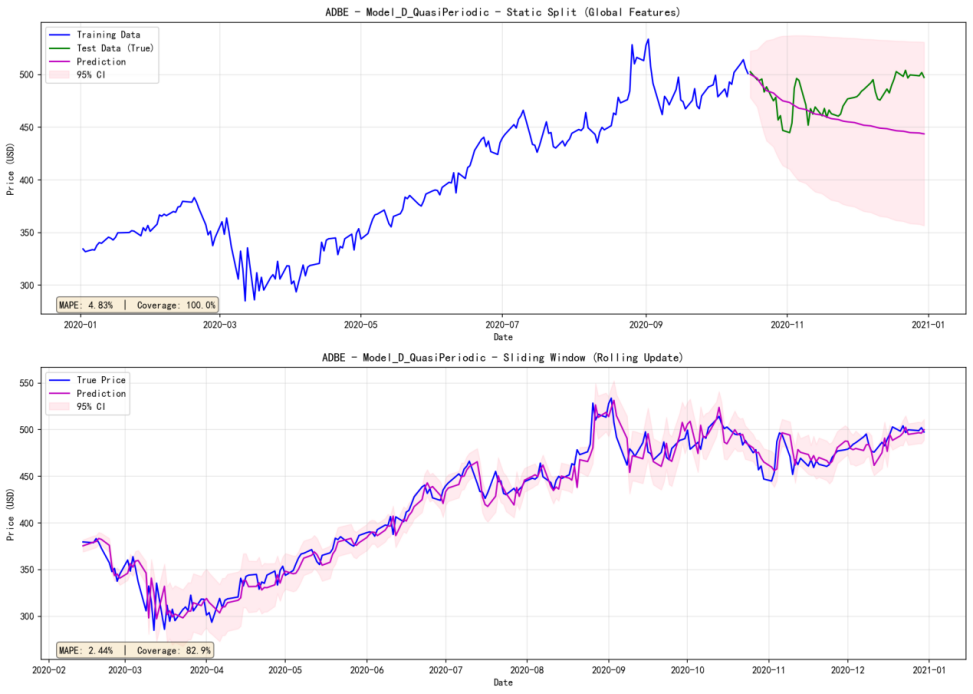 ADBE - Model_D_QuasiPeriodic - Static Split (Global Features)
Training Data
Test Data (True)
Prediction
95% CI
500
450
400
350
300
Price (USD)
MAPE: 4.83% | Coverage: 100.0%
2020-01 2020-03 2020-05 2020-07 2020-09 2020-11 2021-01
Date
ADBE - Model_D_QuasiPeriodic - Sliding Window (Rolling Update)
True Price
Prediction
95% CI
550
500
450
400
350
300
Price (USD)
MAPE: 2.44% | Coverage: 82.9%
2020-02 2020-03 2020-04 2020-05 2020-06 2020-07 2020-08 2020-09 2020-10 2020-11 2020-12 2021-01
Date